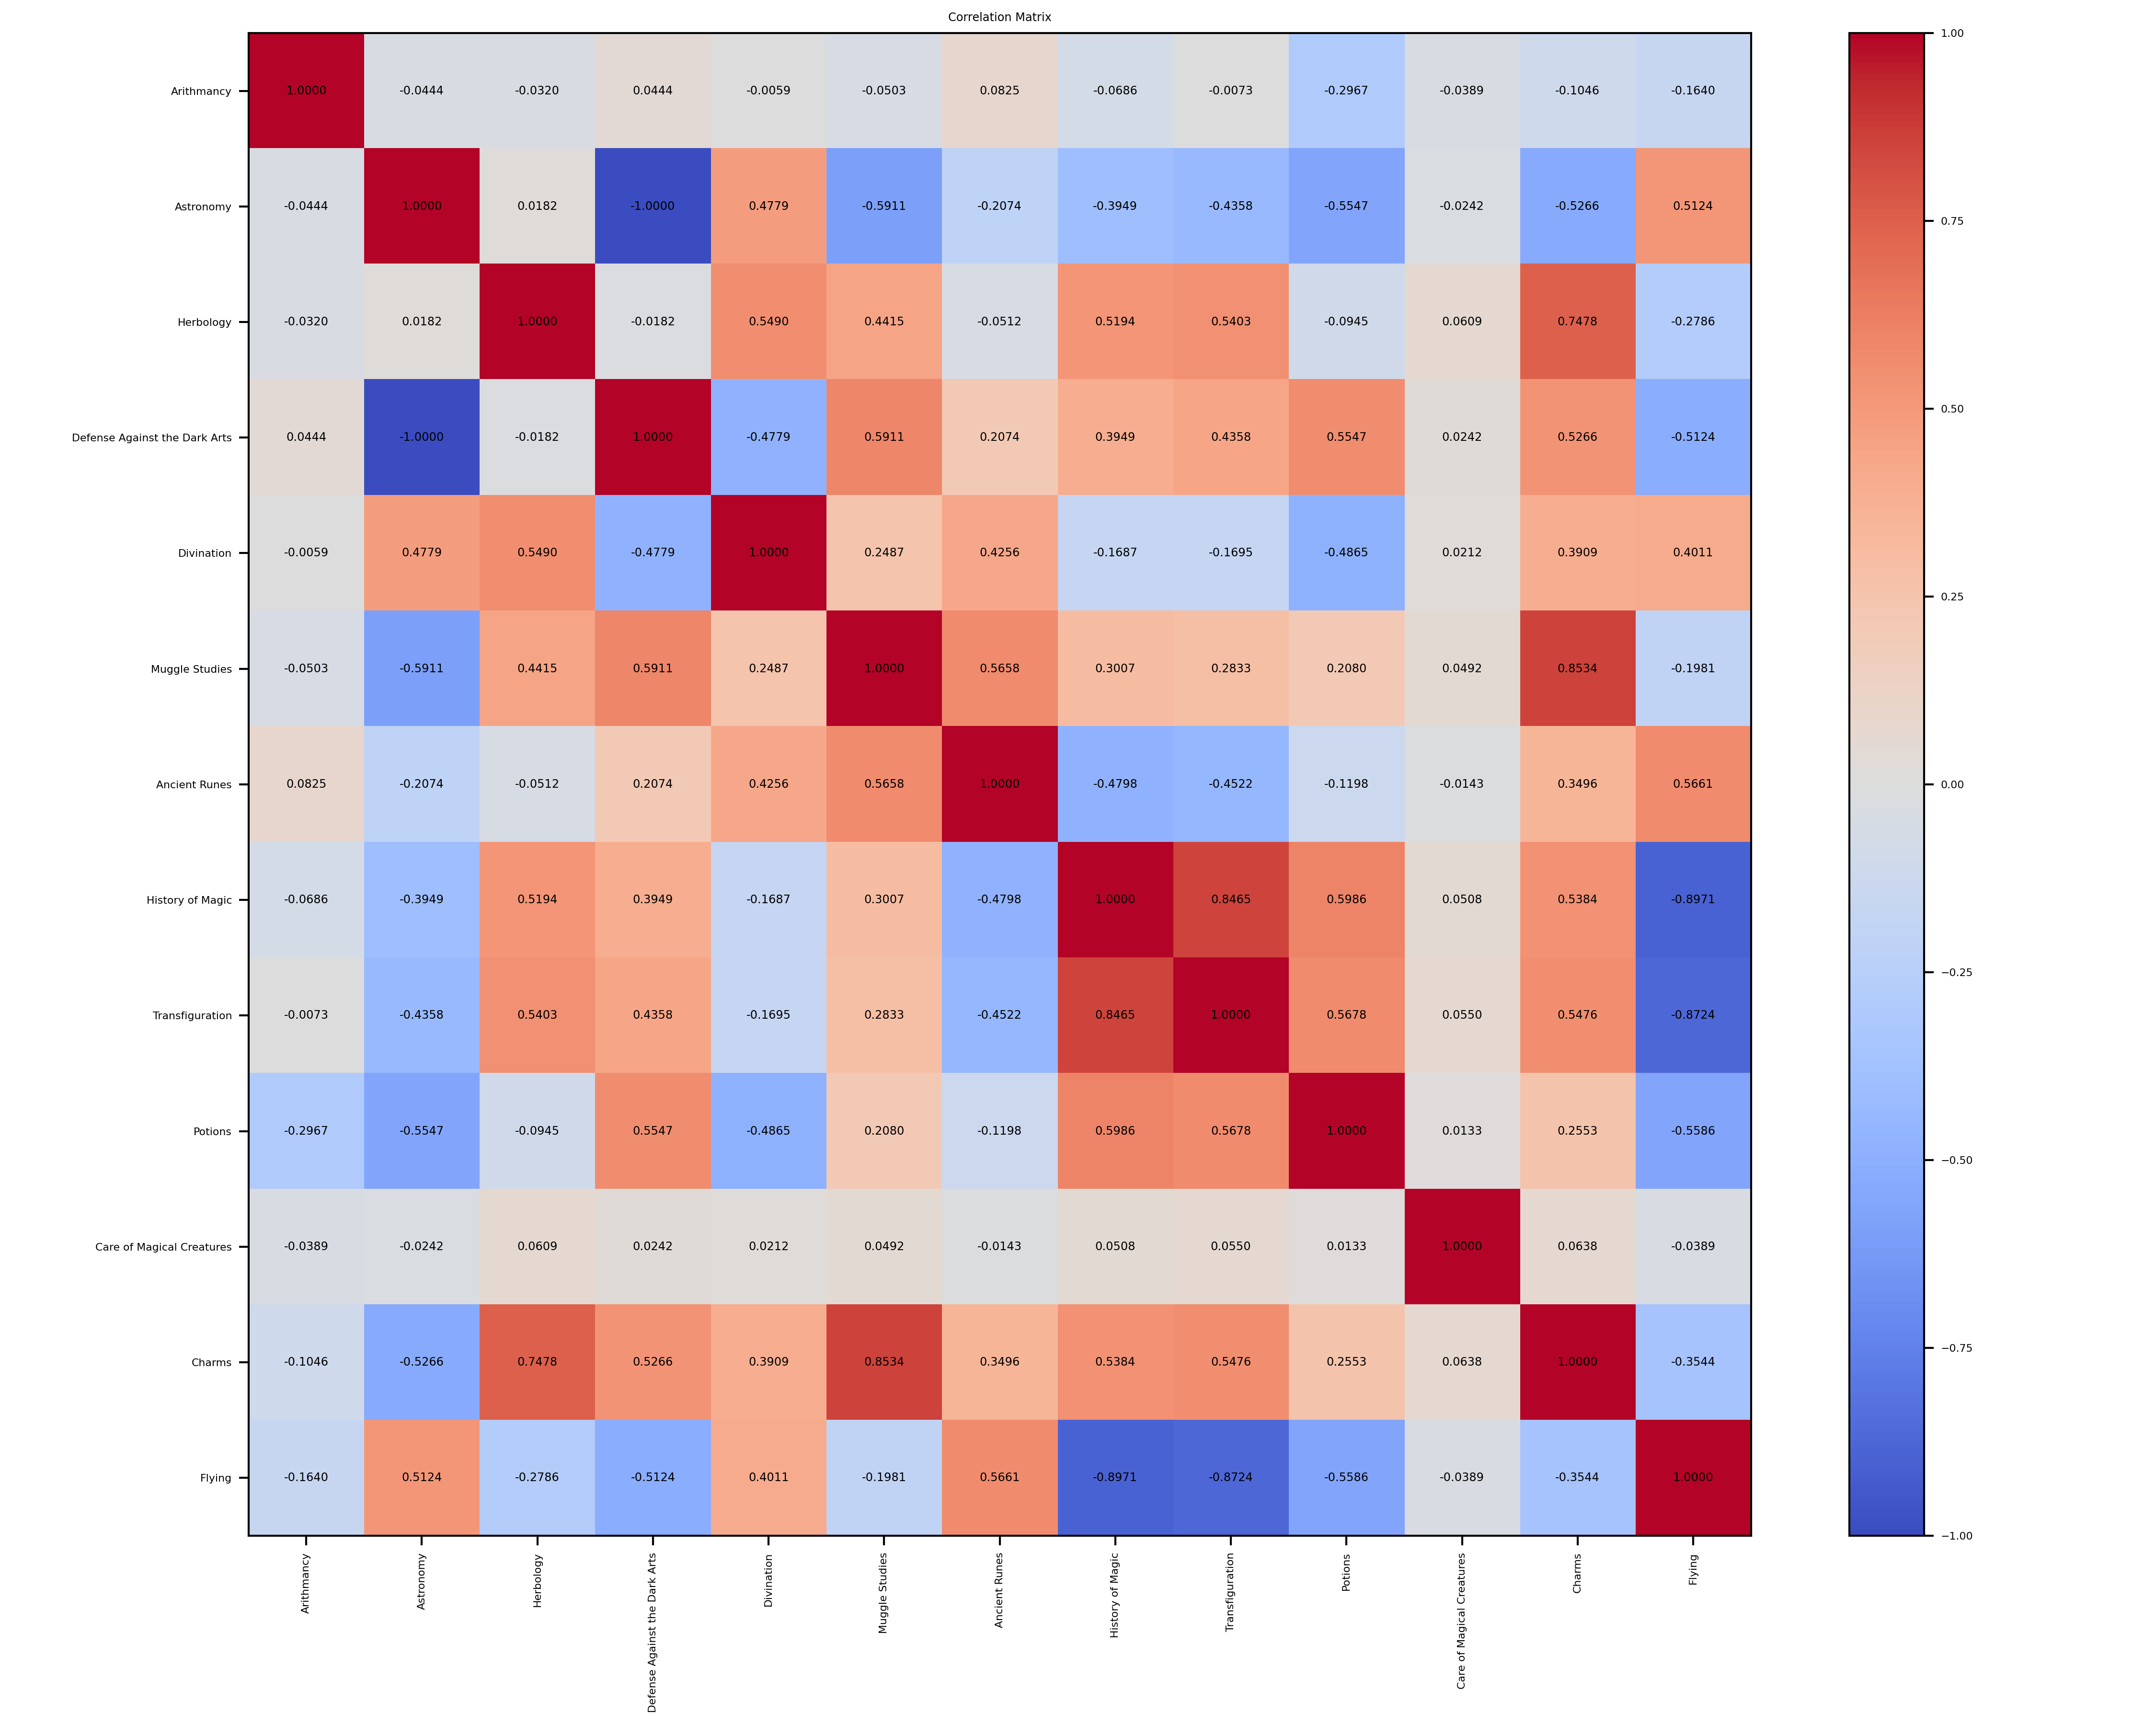 Correlation Matrix
Arithmancy 1.0000 -0.0444 -0.0320 0.0444 -0.0059 -0.0503 0.0825 -0.0686 -0.0073 -0.2967 -0.0389 -0.1046 -0.1640
Astronomy -0.0444 1.0000 0.0182 -1.0000 0.4779 -0.5911 -0.2074 -0.3949 -0.4358 -0.5547 -0.0242 -0.5266 0.5124
Herbology -0.0320 0.0182 1.0000 -0.0182 0.5490 0.4415 -0.0512 0.5194 0.5403 -0.0945 0.0609 0.7478 -0.2786
Defense Against the Dark Arts 0.0444 -1.0000 -0.0182 1.0000 -0.4779 0.5911 0.2074 0.3949 0.4358 0.5547 0.0242 0.5266 -0.5124
Divination -0.0059 0.4779 0.5490 -0.4779 1.0000 0.2487 0.4256 -0.1687 -0.1695 -0.4865 0.0212 0.3909 0.4011
Muggle Studies -0.0503 -0.5911 0.4415 0.5911 0.2487 1.0000 0.5658 0.3007 0.2833 0.2080 0.0492 0.8534 -0.1981
Ancient Runes 0.0825 -0.2074 -0.0512 0.2074 0.4256 0.5658 1.0000 -0.4798 -0.4522 -0.1198 -0.0143 0.3496 0.5661
History of Magic -0.0686 -0.3949 0.5194 0.3949 -0.1687 0.3007 -0.4798 1.0000 0.8465 0.5986 0.0508 0.5384 -0.8971
Transfiguration -0.0073 -0.4358 0.5403 0.4358 -0.1695 0.2833 -0.4522 0.8465 1.0000 0.5678 0.0550 0.5476 -0.8724
Potions -0.2967 -0.5547 -0.0945 0.5547 -0.4865 0.2080 -0.1198 0.5986 0.5678 1.0000 0.0133 0.2553 -0.5586
Care of Magical Creatures -0.0389 -0.0242 0.0609 0.0242 0.0212 0.0492 -0.0143 0.0508 0.0550 0.0133 1.0000 0.0638 -0.0389
Charms -0.1046 -0.5266 0.7478 0.5266 0.3909 0.8534 0.3496 0.5384 0.5476 0.2553 0.0638 1.0000 -0.3544
Flying -0.1640 0.5124 -0.2786 -0.5124 0.4011 -0.1981 0.5661 -0.8971 -0.8724 -0.5586 -0.0389 -0.3544 1.0000
Arithmancy
Astronomy
Herbology
Defense Against the Dark Arts
Divination
Muggle Studies
Ancient Runes
History of Magic
Transfiguration
Potions
Care of Magical Creatures
Charms
Flying
1.00
0.75
0.50
0.25
0.00
−0.25
−0.50
−0.75
−1.00